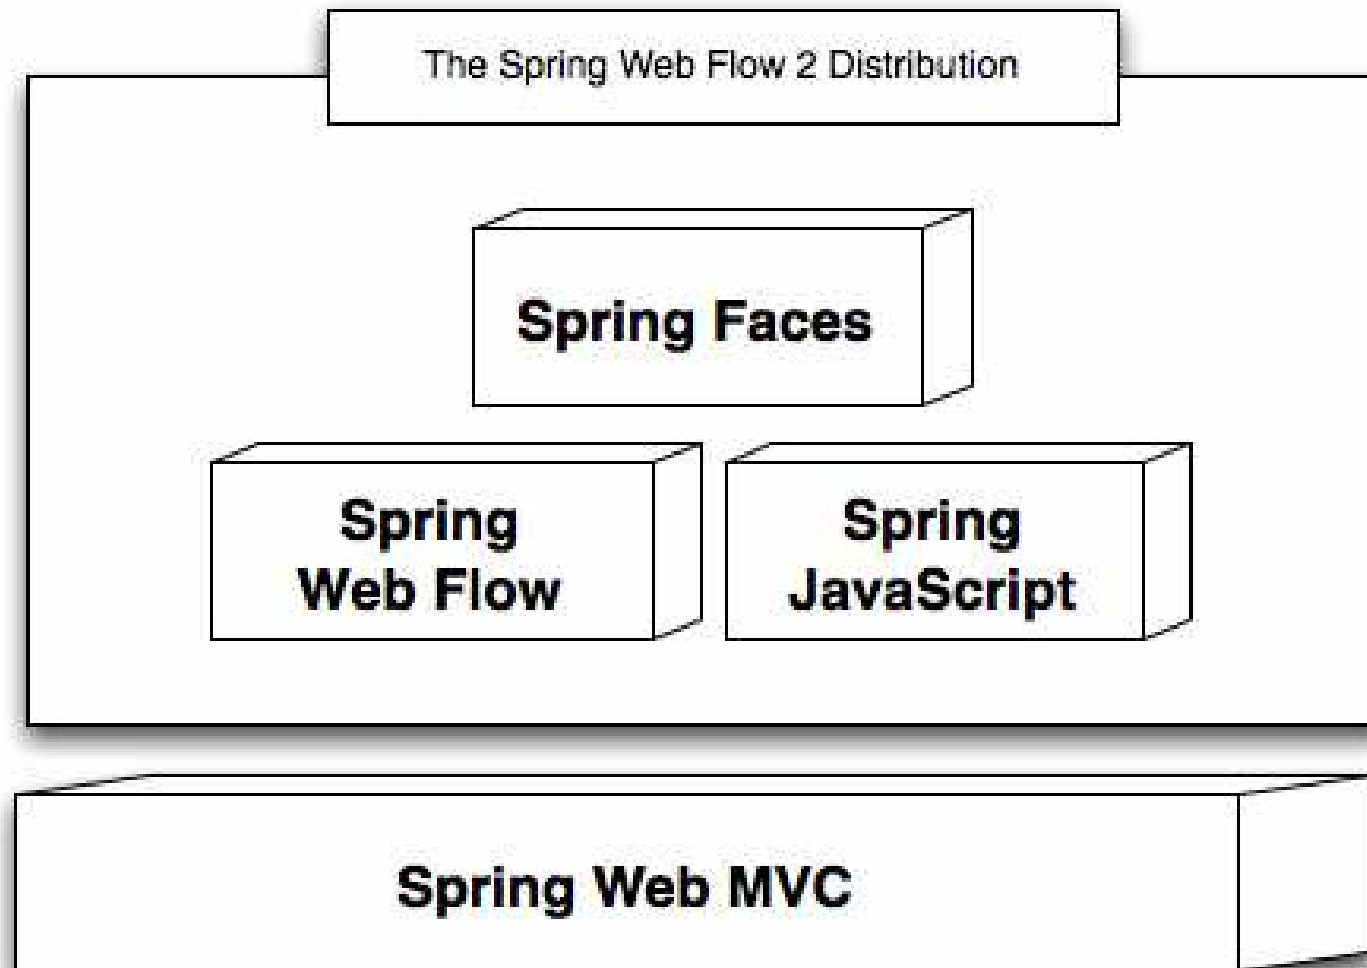 The Spring Web Flow 2 Distribution
Spring Faces
Spring
Web Flow
Spring
JavaScript
Spring Web MVC